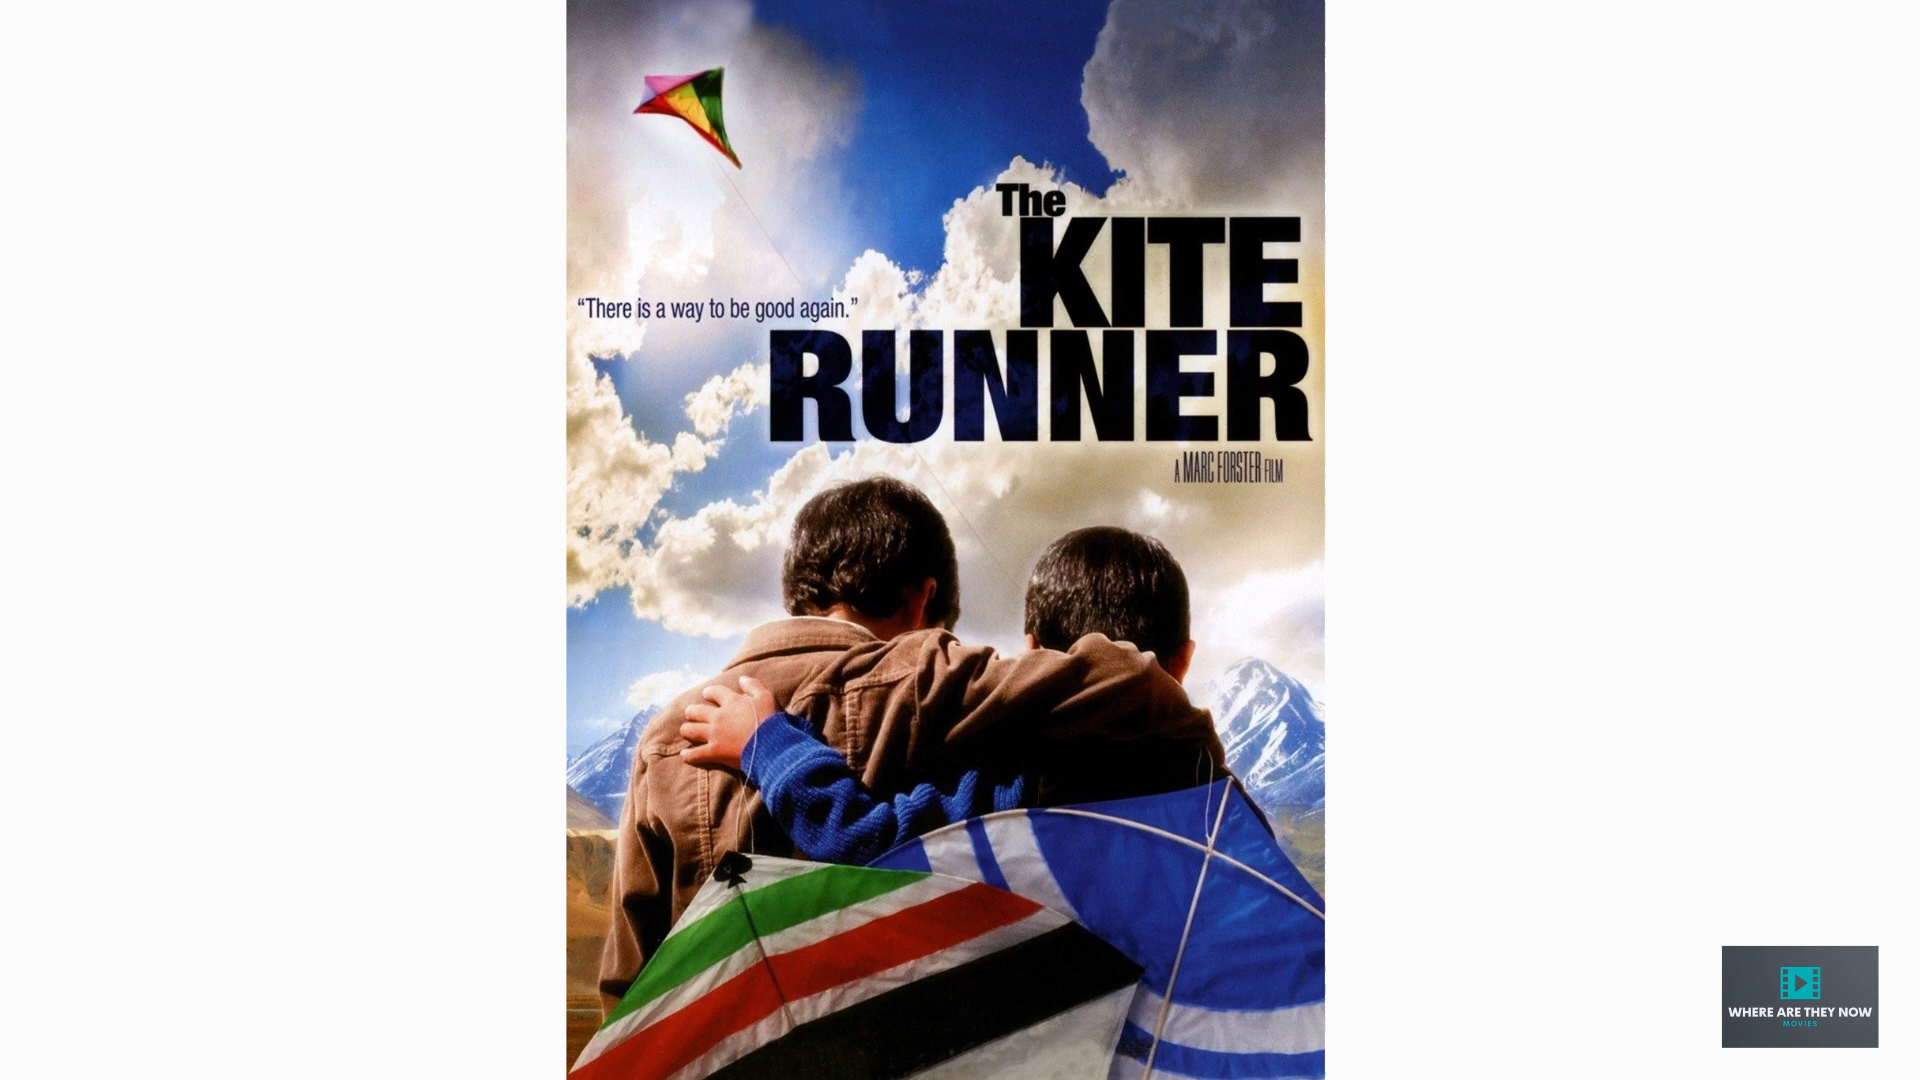 The
KITE
“There is a way to be good again.”
RUNNER
A MARC FORSTER FILM
WHERE ARE THEY NOW
MOVIES